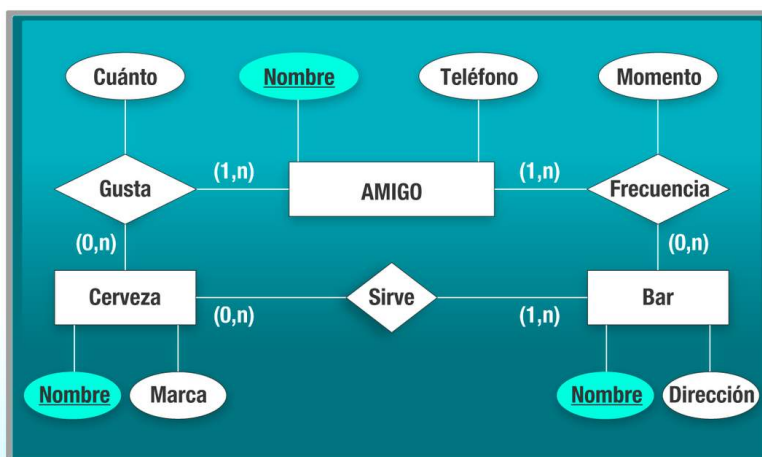 Cuánto
Nombre
Teléfono
Momento
Gusta
(1,n)
AMIGO
(1,n)
Frecuencia
(0,n)
(0,n)
Cerveza
(0,n)
Sirve
(1,n)
Bar
Nombre
Marca
Nombre
Dirección